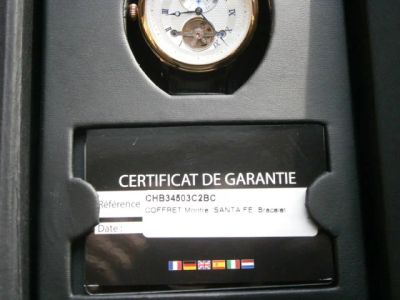 CERTIFICAT DE GARANTIE
Référence
CHB34503C2BC
COFFRET Montre SANTA FE Bracelet
Date :